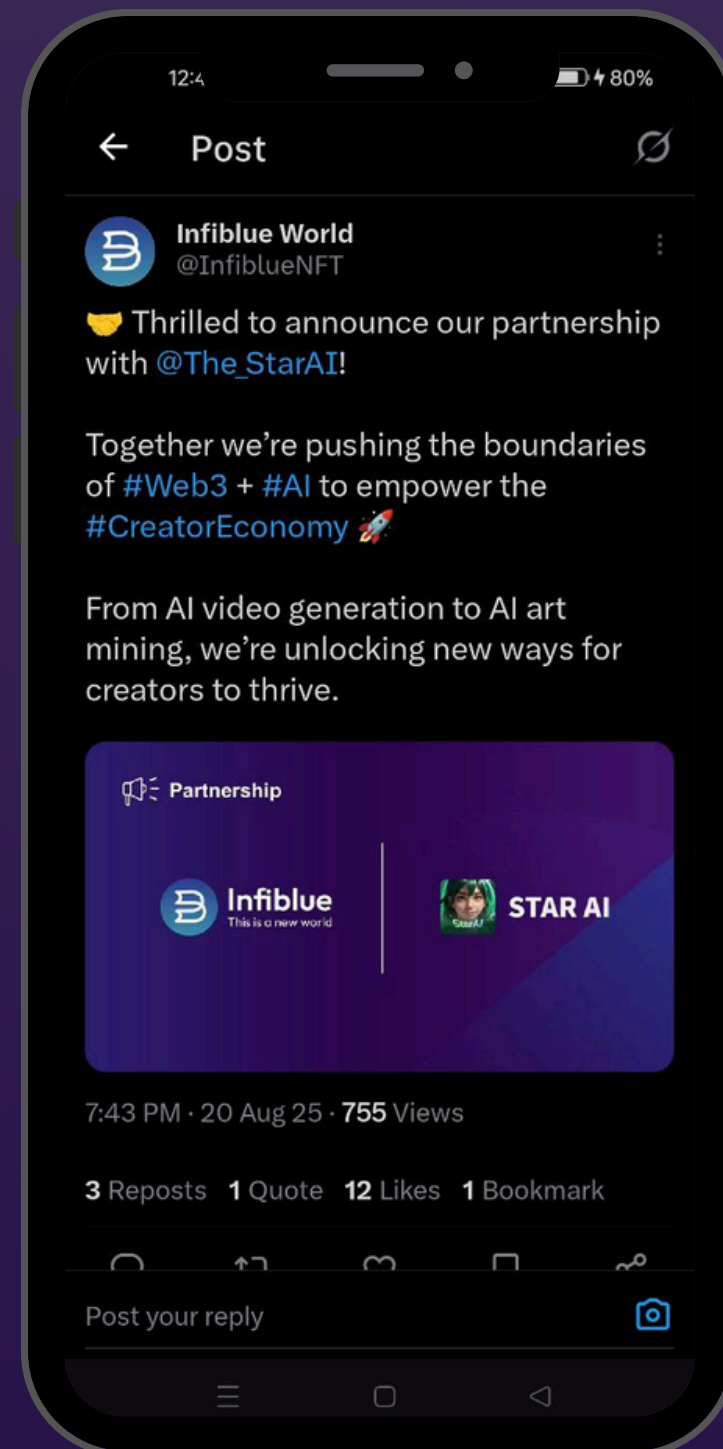 80%
Post
Infiblue World
@InfiblueNFT
🤝 Thrilled to announce our partnership
with @The_StarAI!
Together we’re pushing the boundaries
of #Web3 + #AI to empower the
#CreatorEconomy 🚀
From AI video generation to AI art
mining, we’re unlocking new ways for
creators to thrive.
Partnership
Infiblue
This is a new world
StarAI
STAR AI
7:43 PM · 20 Aug 25 · 755 Views
3 Reposts 1 Quote 12 Likes 1 Bookmark
Post your reply